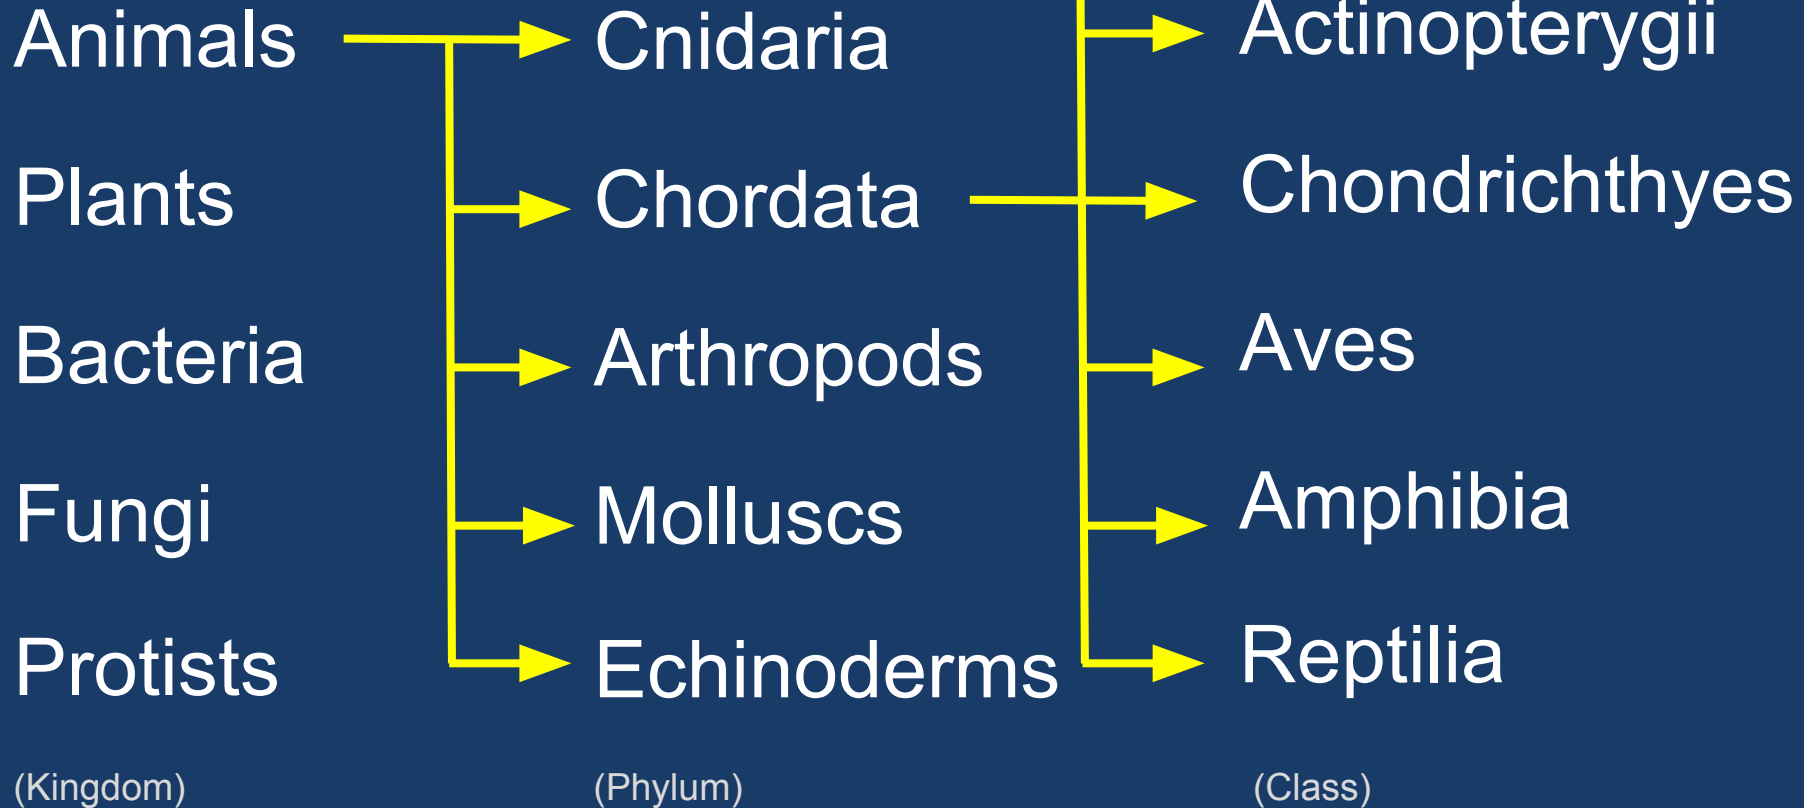 Animals
Cnidaria
Actinopterygii
Plants
Chordata
Chondrichthyes
Bacteria
Arthropods
Aves
Fungi
Molluscs
Amphibia
Protists
Echinoderms
Reptilia
(Kingdom)
(Phylum)
(Class)